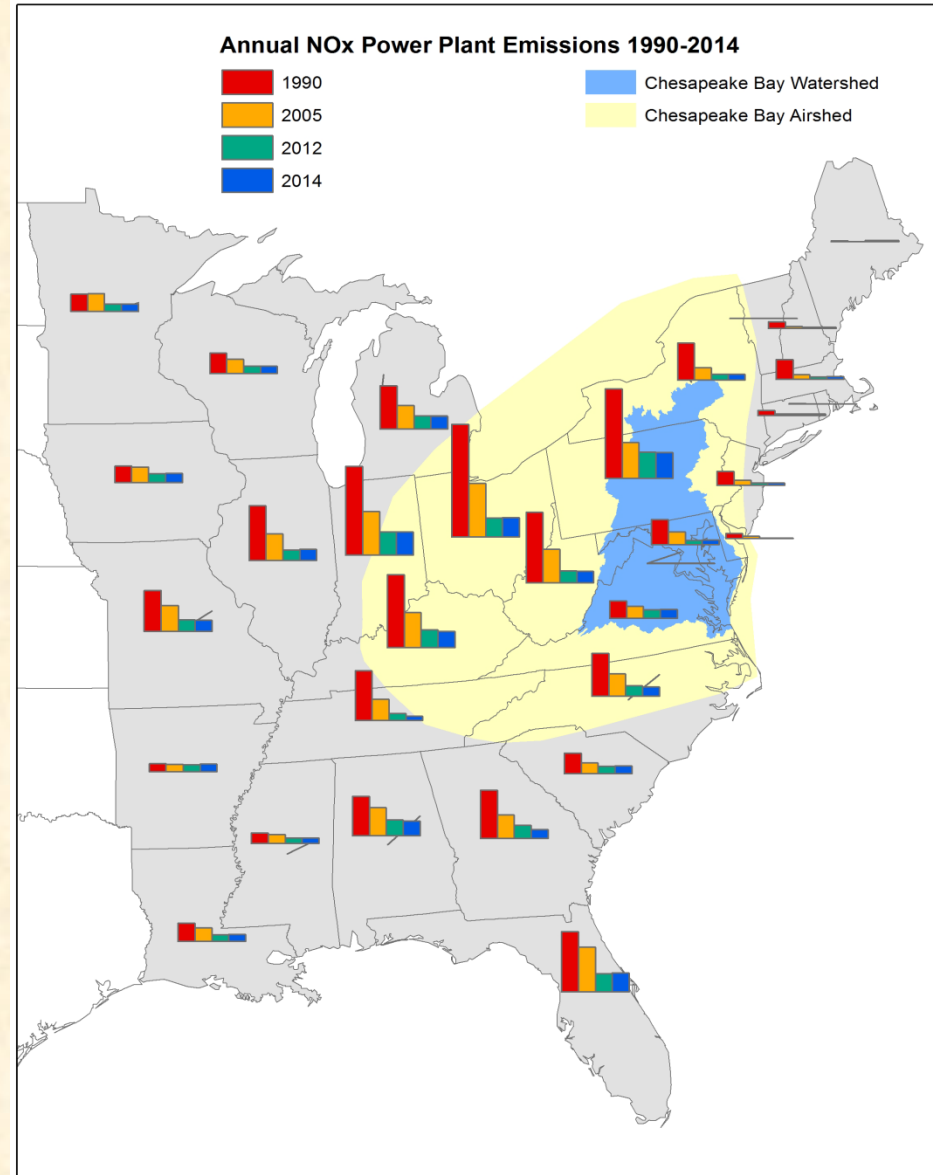 Annual NOx Power Plant Emissions 1990-2014
1990
2005
2012
2014
Chesapeake Bay Watershed
Chesapeake Bay Airshed